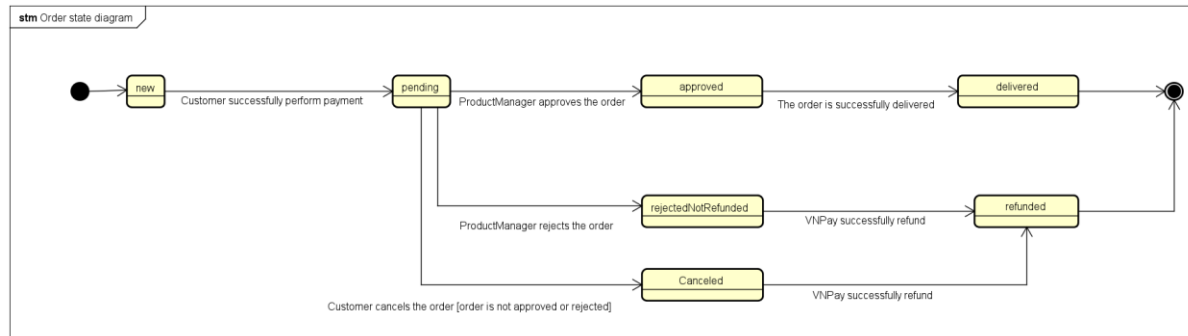 stm Order state diagram
new
Customer successfully perform payment
pending
ProductManager approves the order
approved
The order is successfully delivered
delivered
ProductManager rejects the order
rejectedNotRefunded
VNPay successfully refund
refunded
Customer cancels the order [order is not approved or rejected]
Canceled
VNPay successfully refund